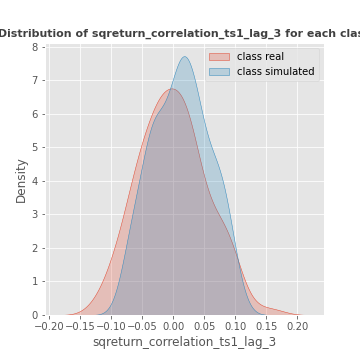 Distribution of sqreturn_correlation_ts1_lag_3 for each clas
class real
class simulated
8
7
6
5
4
3
2
1
0
Density
−0.20 −0.15 −0.10 −0.05 0.00 0.05 0.10 0.15 0.20
sqreturn_correlation_ts1_lag_3